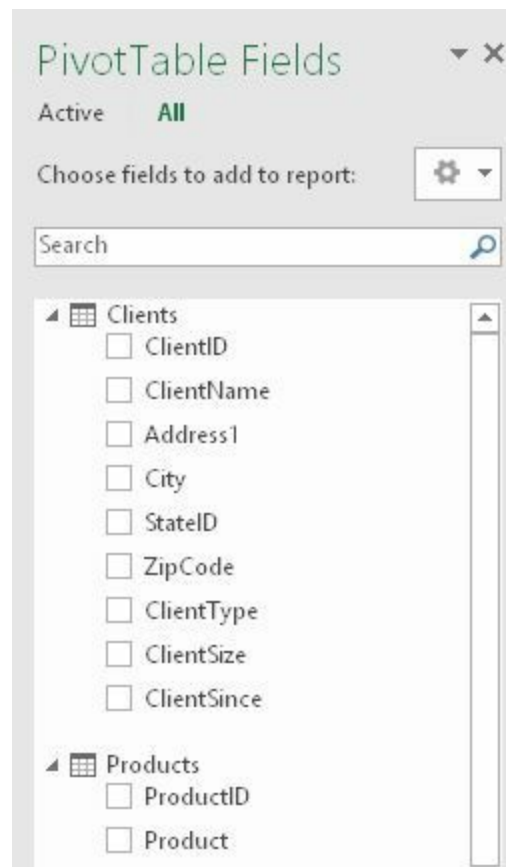 PivotTable Fields
Active All
Choose fields to add to report:
Search
Clients
ClientID
ClientName
Address1
City
StateID
ZipCode
ClientType
ClientSize
ClientSince
Products
ProductID
Product